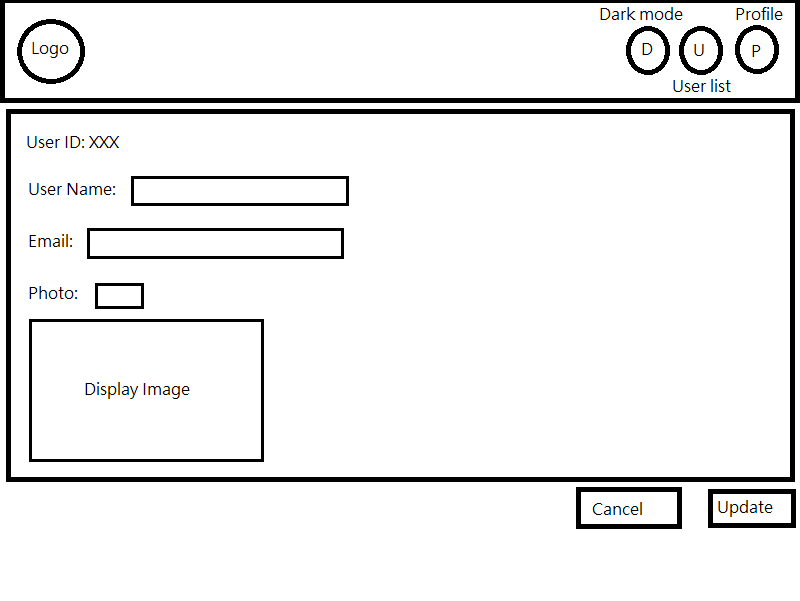 Dark mode
Profile
Logo
D
U
P
User list
User ID: XXX
User Name:
Email:
Photo:
Display Image
Cancel
Update